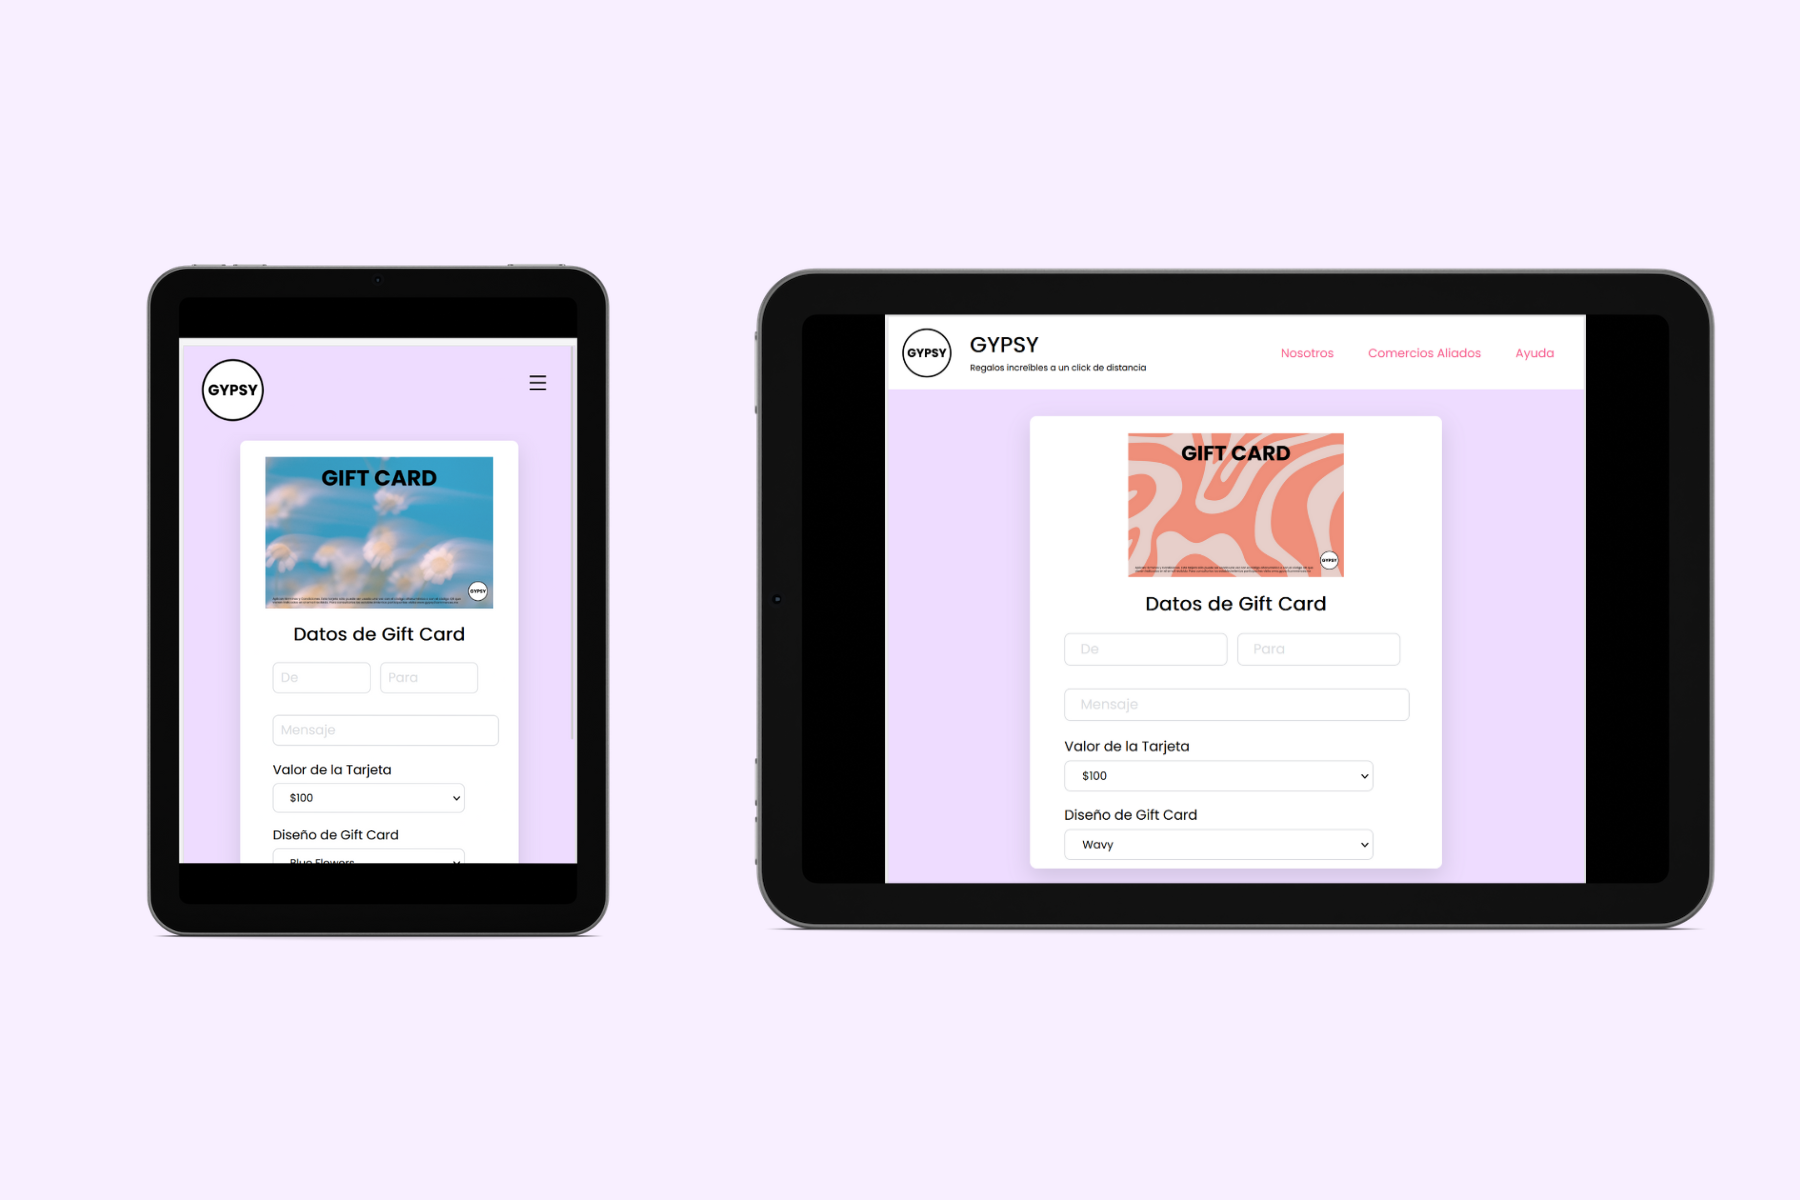 GYPSY
GIFT CARD
GYPSY
Datos de Gift Card
De
Para
Mensaje
Valor de la Tarjeta
$100
Diseño de Gift Card
Blue Flowers
GYPSY
GYPSY
Regalos increíbles a un click de distancia
Nosotros
Comercios Aliados
Ayuda
GIFT CARD
GYPSY
Datos de Gift Card
De
Para
Mensaje
Valor de la Tarjeta
$100
Diseño de Gift Card
Wavy